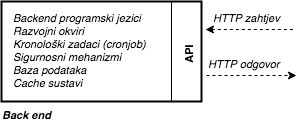 Backend programski jezici
Razvojni okviri
Kronološki zadaci (cronjob)
Sigurnosni mehanizmi
Baza podataka
Cache sustavi
API
HTTP zahtjev
HTTP odgovor
Back end